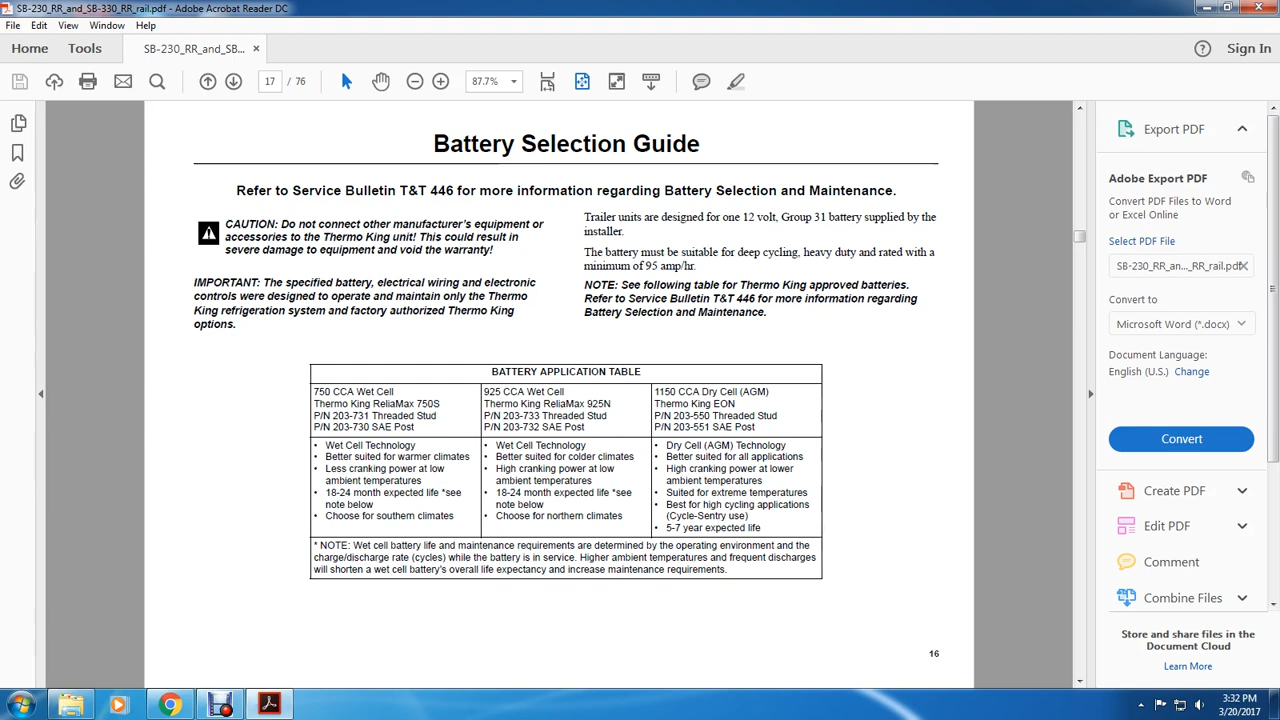 SB-230_RR_and_SB-330_RR_rail.pdf - Adobe Acrobat Reader DC
File Edit View Window Help
Home Tools SB-230_RR_and_SB... × Sign In
17 / 76 87.7%
Battery Selection Guide
Refer to Service Bulletin T&T 446 for more information regarding Battery Selection and Maintenance.
CAUTION: Do not connect other manufacturer's equipment or
accessories to the Thermo King unit! This could result in
severe damage to equipment and void the warranty!
IMPORTANT: The specified battery, electrical wiring and electronic
controls were designed to operate and maintain only the Thermo
King refrigeration system and factory authorized Thermo King
options.
Trailer units are designed for one 12 volt, Group 31 battery supplied by the
installer.
The battery must be suitable for deep cycling, heavy duty and rated with a
minimum of 95 amp/hr.
NOTE: See following table for Thermo King approved batteries.
Refer to Service Bulletin T&T 446 for more information regarding
Battery Selection and Maintenance.
BATTERY APPLICATION TABLE
750 CCA Wet Cell
Thermo King ReliaMax 750S
P/N 203-731 Threaded Stud
P/N 203-730 SAE Post
925 CCA Wet Cell
Thermo King ReliaMax 925N
P/N 203-733 Threaded Stud
P/N 203-732 SAE Post
1150 CCA Dry Cell (AGM)
Thermo King EON
P/N 203-550 Threaded Stud
P/N 203-551 SAE Post
• Wet Cell Technology
• Better suited for warmer climates
• Less cranking power at low
ambient temperatures
• 18-24 month expected life *see
note below
• Choose for southern climates
• Wet Cell Technology
• Better suited for colder climates
• High cranking power at low
ambient temperatures
• 18-24 month expected life *see
note below
• Choose for northern climates
• Dry Cell (AGM) Technology
• Better suited for all applications
• High cranking power at lower
ambient temperatures
• Suited for extreme temperatures
• Best for high cycling applications
(Cycle-Sentry use)
• 5-7 year expected life
* NOTE: Wet cell battery life and maintenance requirements are determined by the operating environment and the
charge/discharge rate (cycles) while the battery is in service. Higher ambient temperatures and frequent discharges
will shorten a wet cell battery's overall life expectancy and increase maintenance requirements.
16
Export PDF
Adobe Export PDF
Convert PDF Files to Word
or Excel Online
Select PDF File
SB-230_RR_an..._RR_rail.pdf
Convert to
Microsoft Word (*.docx)
Document Language:
English (U.S.) Change
Convert
Create PDF
Edit PDF
Comment
Combine Files
Store and share files in the
Document Cloud
Learn More
3:32 PM
3/20/2017